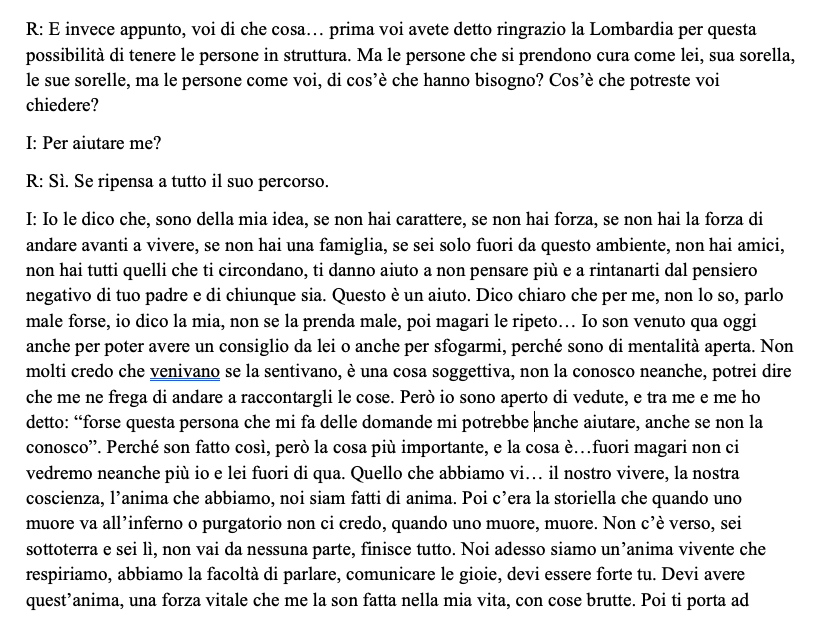 R: E invece appunto, voi di che cosa… prima voi avete detto ringrazio la Lombardia per questa
possibilità di tenere le persone in struttura. Ma le persone che si prendono cura come lei, sua sorella,
le sue sorelle, ma le persone come voi, di cos’è che hanno bisogno? Cos’è che potreste voi
chiedere?
I: Per aiutare me?
R: Sì. Se ripensa a tutto il suo percorso.
I: Io le dico che, sono della mia idea, se non hai carattere, se non hai forza, se non hai la forza di
andare avanti a vivere, se non hai una famiglia, se sei solo fuori da questo ambiente, non hai amici,
non hai tutti quelli che ti circondano, ti danno aiuto a non pensare più e a rintanarti dal pensiero
negativo di tuo padre e di chiunque sia. Questo è un aiuto. Dico chiaro che per me, non lo so, parlo
male forse, io dico la mia, non se la prenda male, poi magari le ripeto… Io son venuto qua oggi
anche per poter avere un consiglio da lei o anche per sfogarmi, perché sono di mentalità aperta. Non
molti credo che venivano se la sentivano, è una cosa soggettiva, non la conosco neanche, potrei dire
che me ne frega di andare a raccontargli le cose. Però io sono aperto di vedute, e tra me e me ho
detto: “forse questa persona che mi fa delle domande mi potrebbe anche aiutare, anche se non la
conosco”. Perché son fatto così, però la cosa più importante, e la cosa è…fuori magari non ci
vedremo neanche più io e lei fuori di qua. Quello che abbiamo vi… il nostro vivere, la nostra
coscienza, l’anima che abbiamo, noi siam fatti di anima. Poi c’era la storiella che quando uno
muore va all’inferno o purgatorio non ci credo, quando uno muore, muore. Non c’è verso, sei
sottoterra e sei lì, non vai da nessuna parte, finisce tutto. Noi adesso siamo un’anima vivente che
respiriamo, abbiamo la facoltà di parlare, comunicare le gioie, devi essere forte tu. Devi avere
quest’anima, una forza vitale che me la son fatta nella mia vita, con cose brutte. Poi ti porta ad